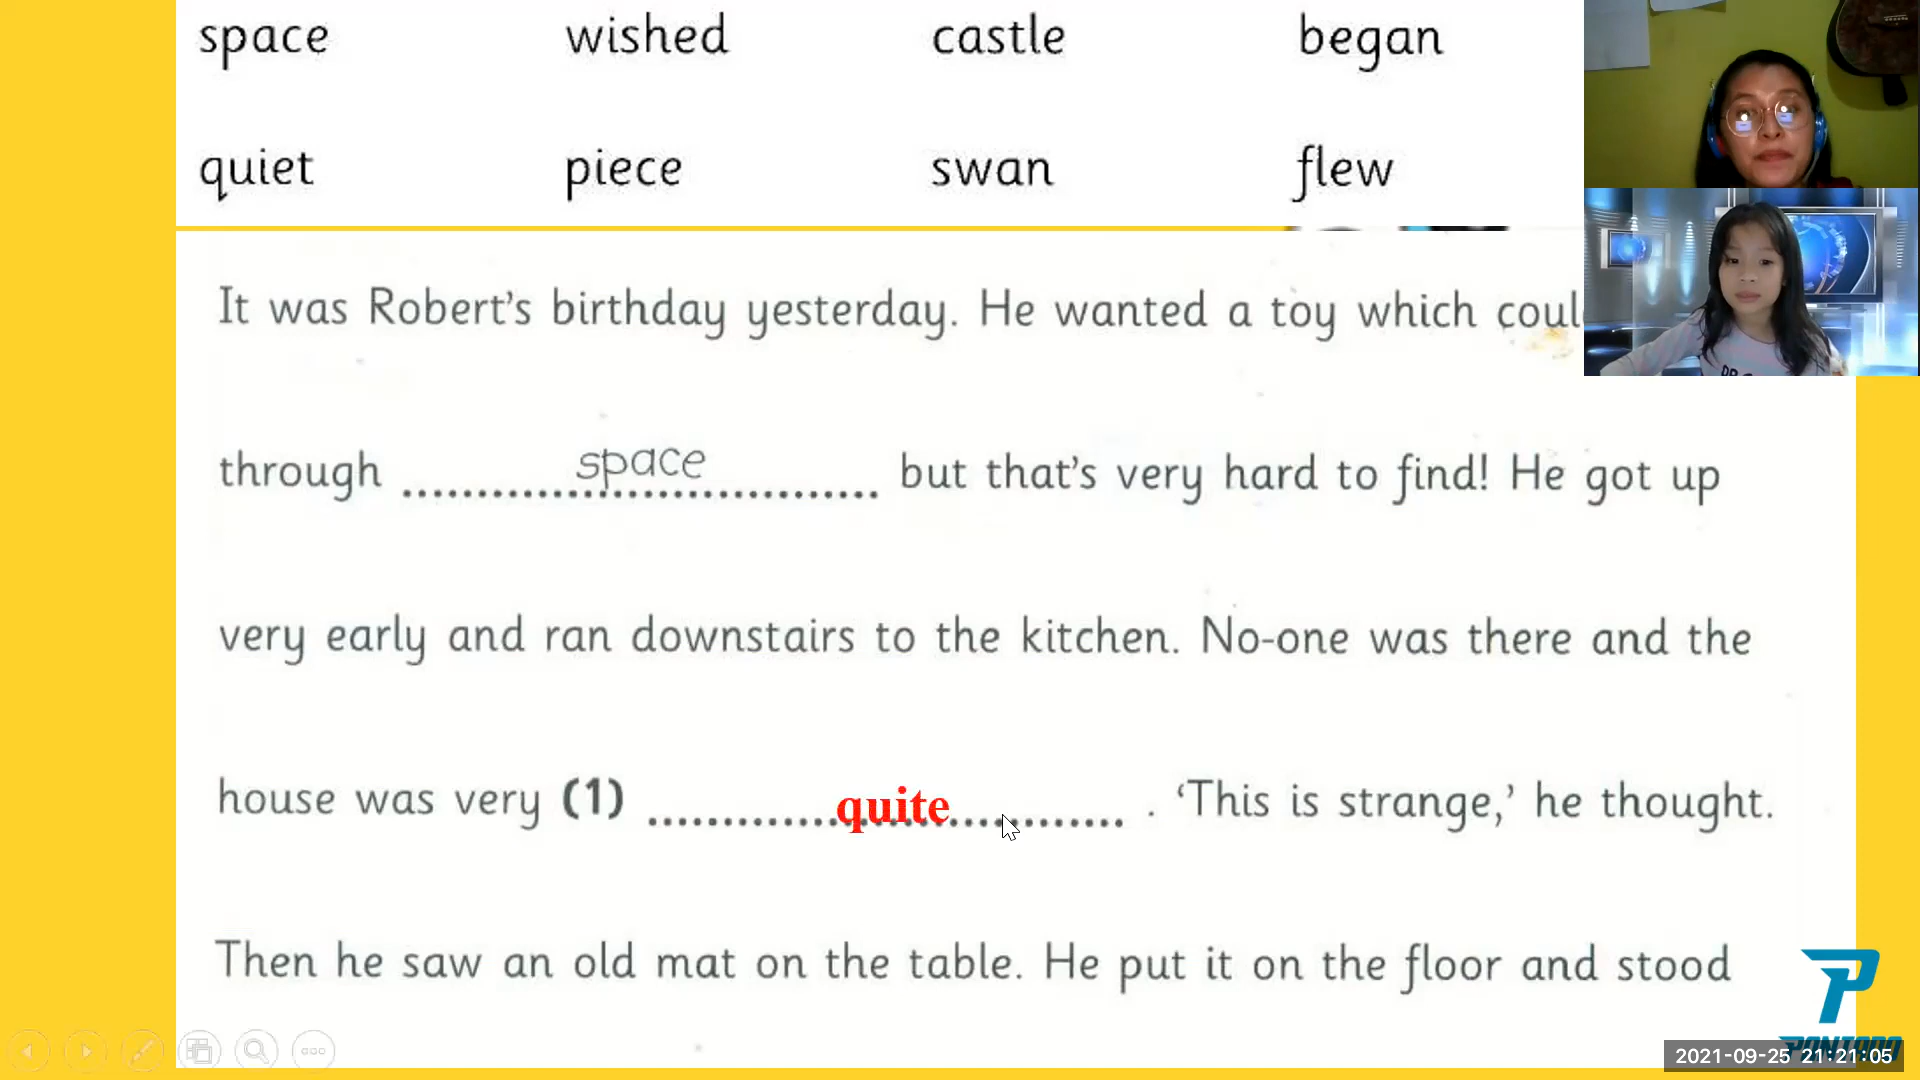 space wished castle began
quiet piece swan flew
It was Robert's birthday yesterday. He wanted a toy which coul
through space but that's very hard to find! He got up
very early and ran downstairs to the kitchen. No-one was there and the
house was very (1) quite . 'This is strange,' he thought.
Then he saw an old mat on the table. He put it on the floor and stood
PONTADO
2021-09-25 21:21:05